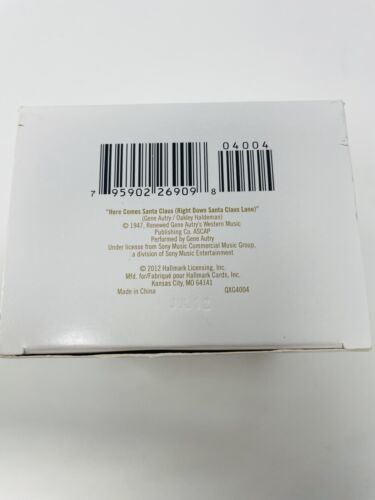 04004
7 95902 26909 8
"Here Comes Santa Claus (Right Down Santa Claus Lane)"
(Gene Autry / Oakley Haldeman)
© 1947, Renewed Gene Autry's Western Music
Publishing Co. ASCAP
Performed by Gene Autry
Under license from Sony Music Commercial Music Group,
a division of Sony Music Entertainment
© 2012 Hallmark Licensing, Inc.
Mfd. for/Fabriqué pour Hallmark Cards, Inc.
Kansas City, MO 64141
Made in China QXG4004